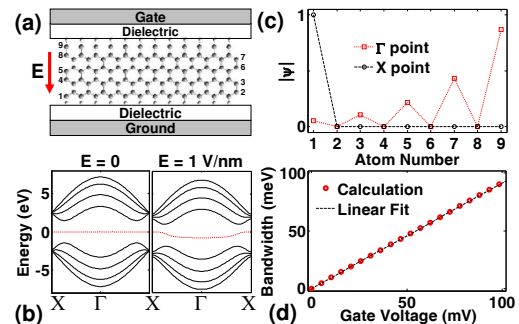 (a)
Gate
Dielectric
E
9
8
5
4
1
7
6
3
2
Dielectric
Ground
(c)
|Ψ|
1
0
Γ point
X point
1 2 3 4 5 6 7 8 9
Atom Number
E = 0
E = 1 V/nm
Energy (eV)
5
0
-5
X Γ X Γ X
(b)
Bandwidth (meV)
100
50
0
Calculation
Linear Fit
0 50 100
Gate Voltage (mV)
(d)